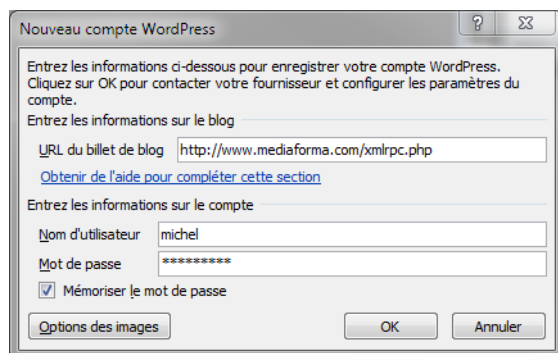 Nouveau compte WordPress
Entrez les informations ci-dessous pour enregistrer votre compte WordPress.
Cliquez sur OK pour contacter votre fournisseur et configurer les paramètres du
compte.
Entrez les informations sur le blog
URL du billet de blog http://www.mediaforma.com/xmlrpc.php
Obtenir de l'aide pour compléter cette section
Entrez les informations sur le compte
Nom d'utilisateur michel
Mot de passe *********
Mémoriser le mot de passe
Options des images OK Annuler